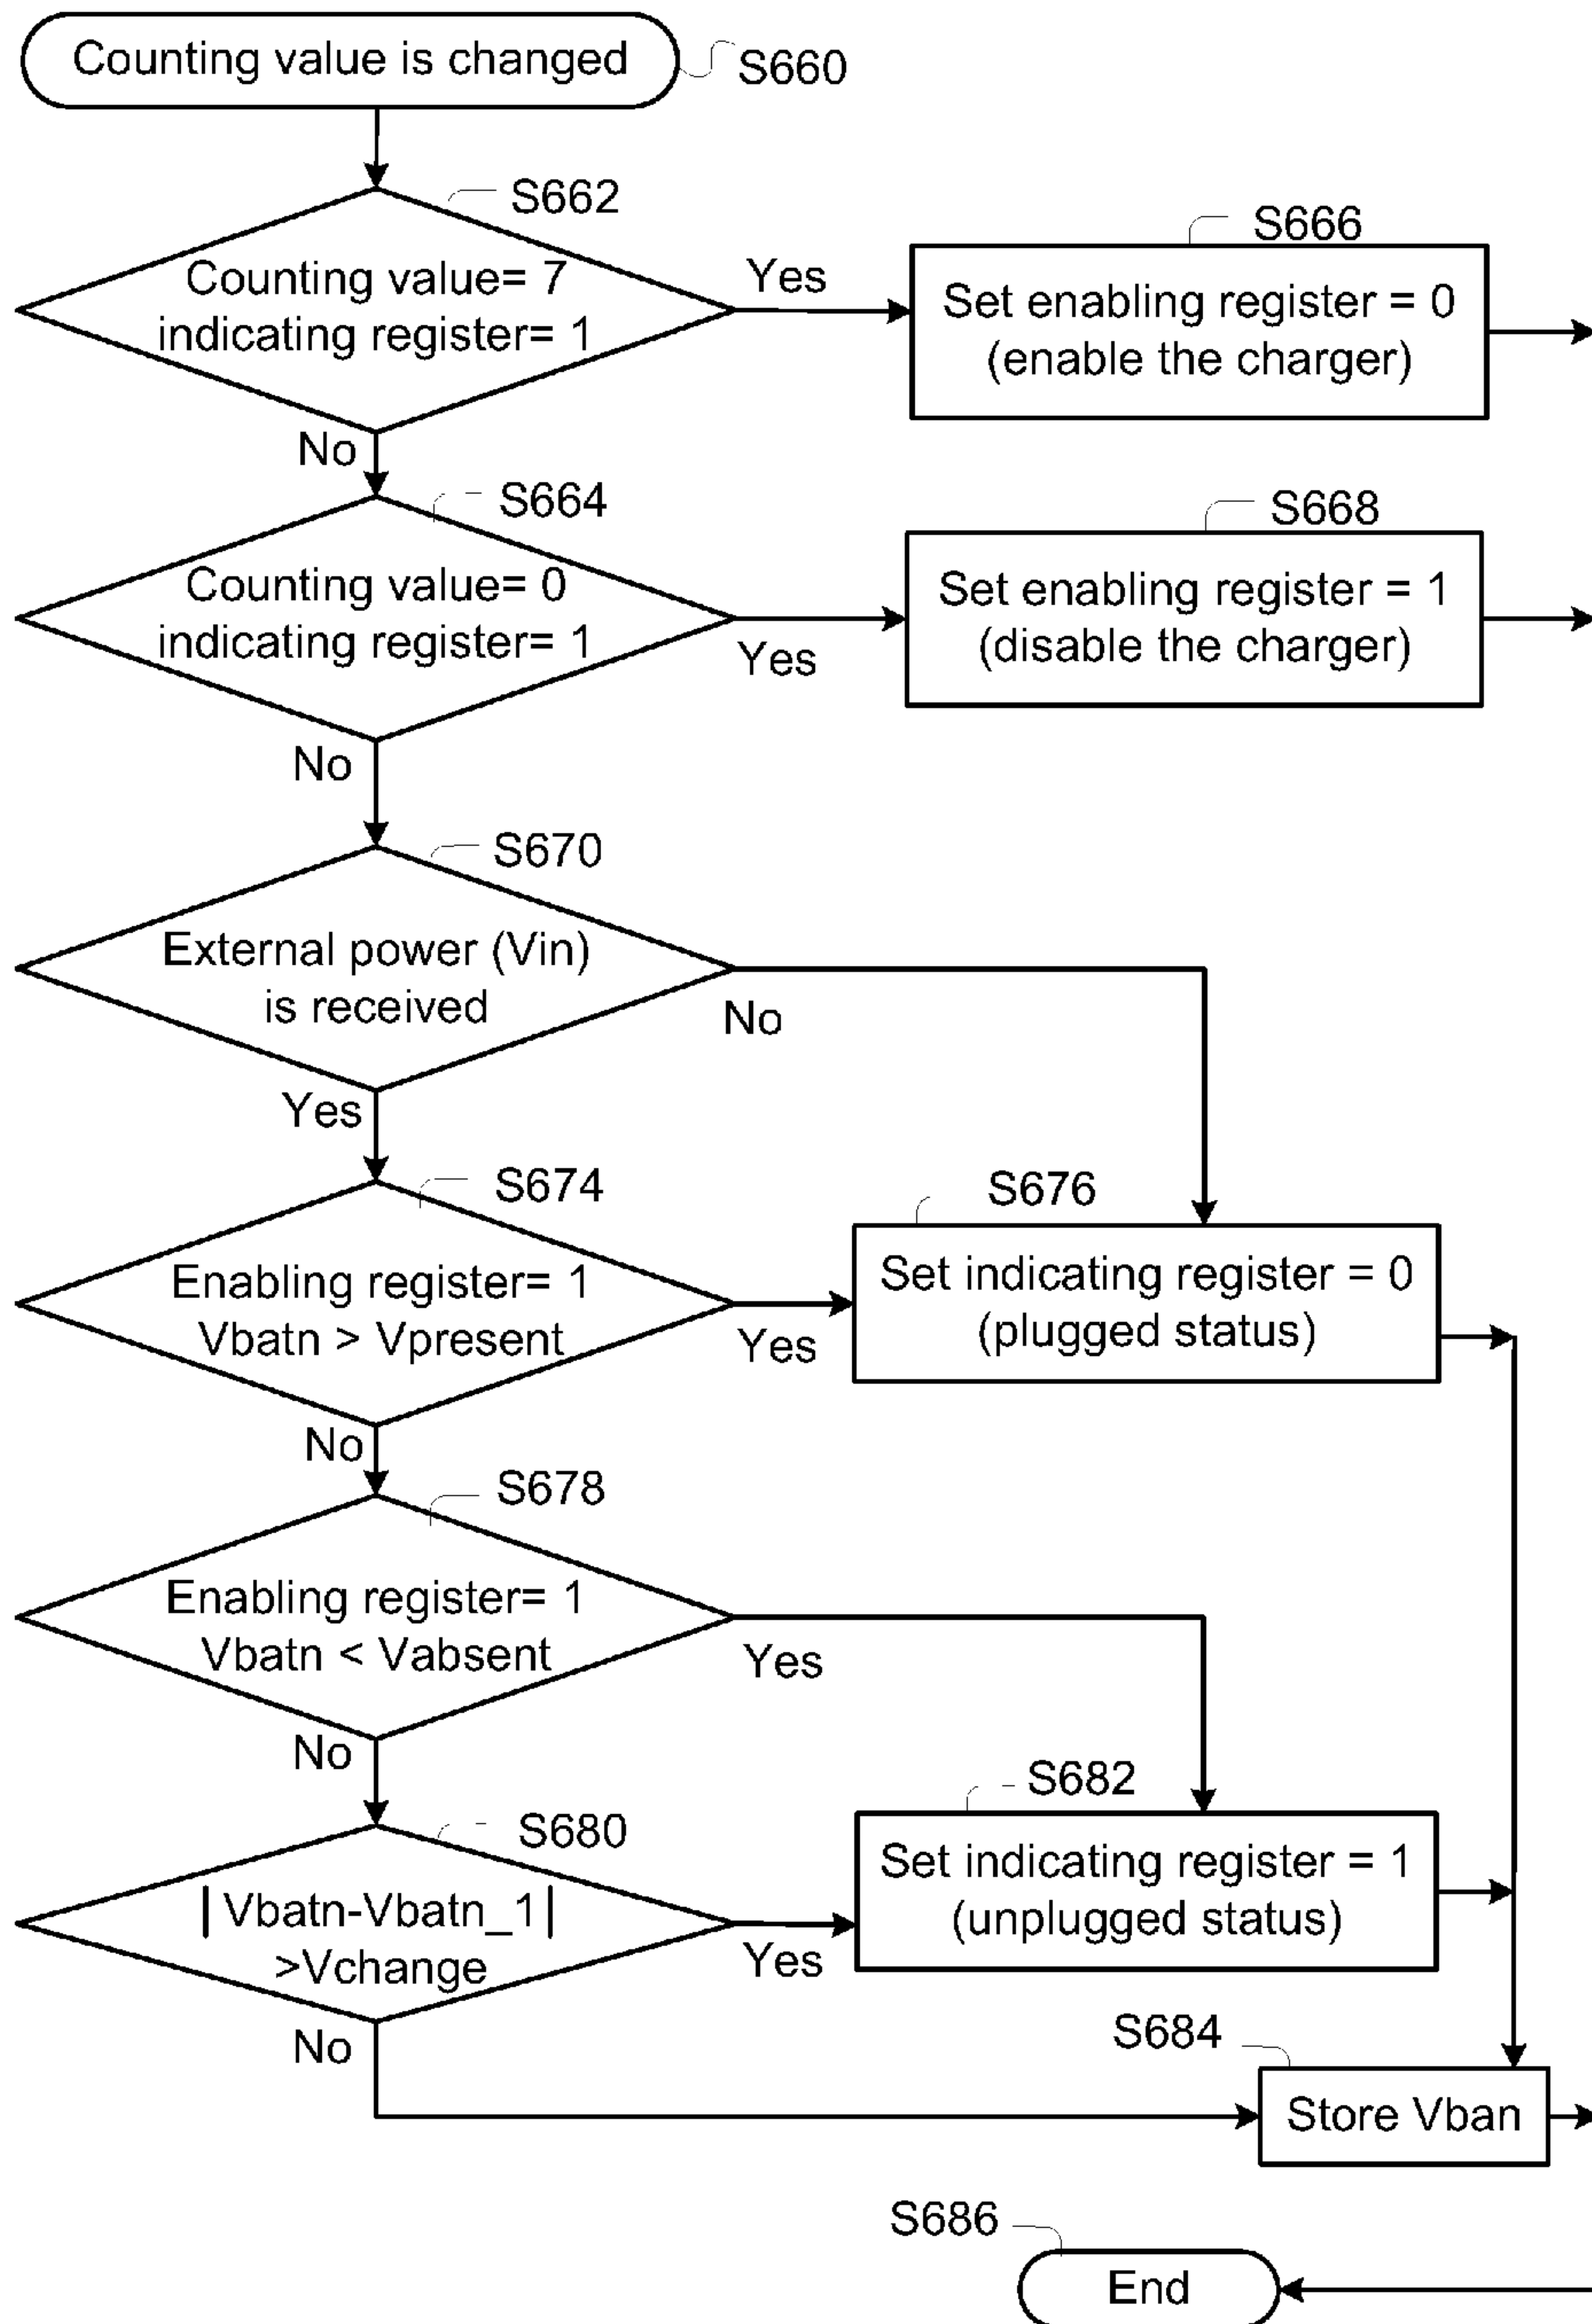 Counting value is changed
S660
S662
Counting value= 7
indicating register= 1
Yes
S666
Set enabling register = 0
(enable the charger)
No
S664
Counting value= 0
indicating register= 1
Yes
S668
Set enabling register = 1
(disable the charger)
No
S670
External power (Vin)
is received
No
Yes
S674
Enabling register= 1
Vbatn > Vpresent
Yes
S676
Set indicating register = 0
(plugged status)
No
S678
Enabling register= 1
Vbatn < Vabsent
Yes
No
S680
|Vbatn-Vbatn_1|
>Vchange
Yes
S682
Set indicating register = 1
(unplugged status)
No
S684
Store Vban
S686
End